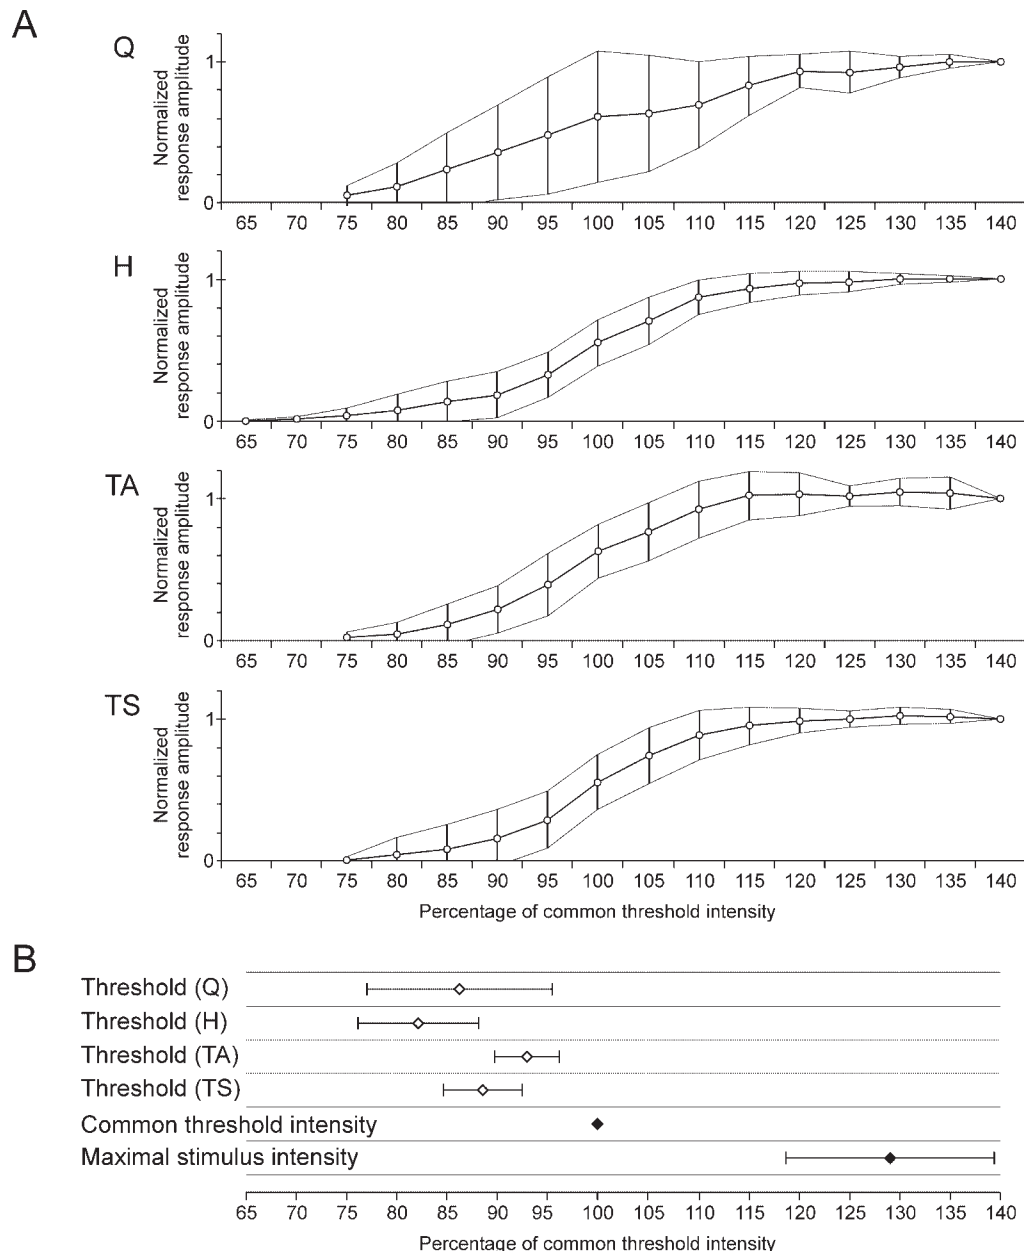 A
Q
Normalized
response amplitude
1
0
65 70 75 80 85 90 95 100 105 110 115 120 125 130 135 140
H
Normalized
response amplitude
1
0
65 70 75 80 85 90 95 100 105 110 115 120 125 130 135 140
TA
Normalized
response amplitude
1
0
65 70 75 80 85 90 95 100 105 110 115 120 125 130 135 140
TS
Normalized
response amplitude
1
0
65 70 75 80 85 90 95 100 105 110 115 120 125 130 135 140
Percentage of common threshold intensity
B
Threshold (Q)
Threshold (H)
Threshold (TA)
Threshold (TS)
Common threshold intensity
Maximal stimulus intensity
65 70 75 80 85 90 95 100 105 110 115 120 125 130 135 140
Percentage of common threshold intensity